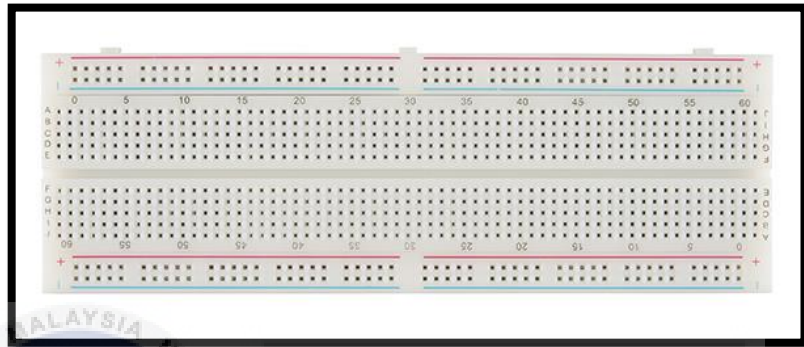 + +
- -
0 5 10 15 20 25 30 35 40 45 50 55 60
A J
B I
C H
D G
E F
F E
G D
H C
I B
J A
60 55 50 45 40 35 30 25 20 15 10 5 0
+ +
- -
MALAYSIA